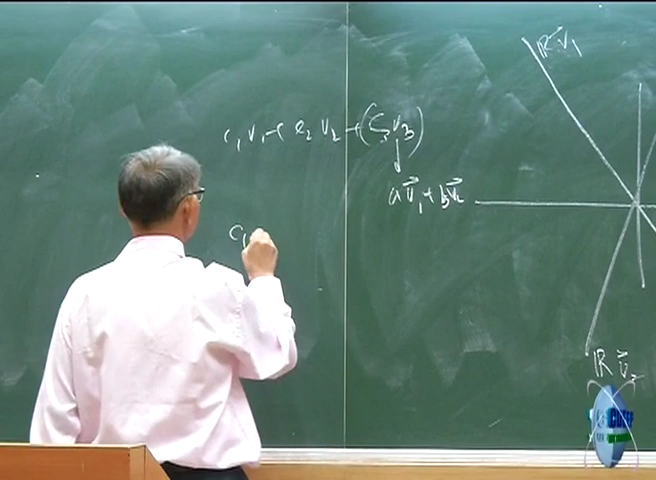 ℝv⃗₁
c₁v₁ + c₂v₂ + (c₃v₃)
↓
av⃗₁ + bv⃗₂
c₁
ℝv⃗₂